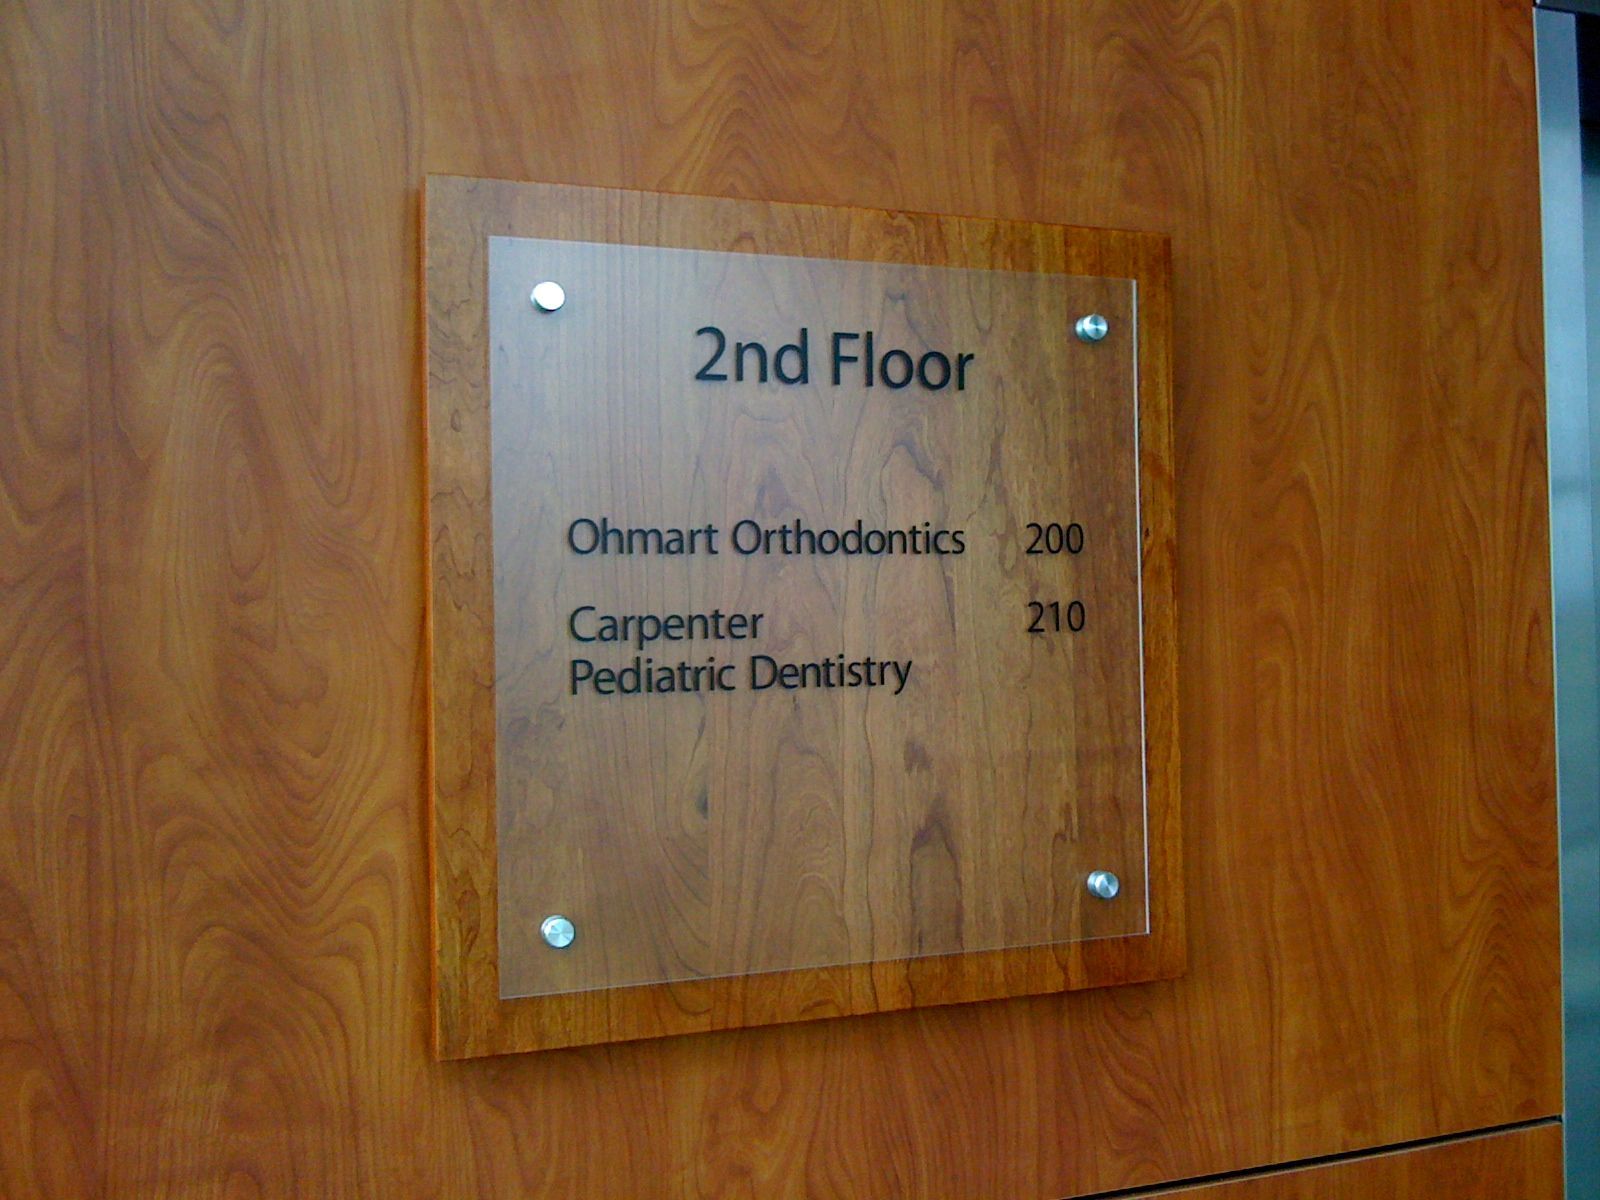 2nd Floor
Ohmart Orthodontics 200
Carpenter 210
Pediatric Dentistry